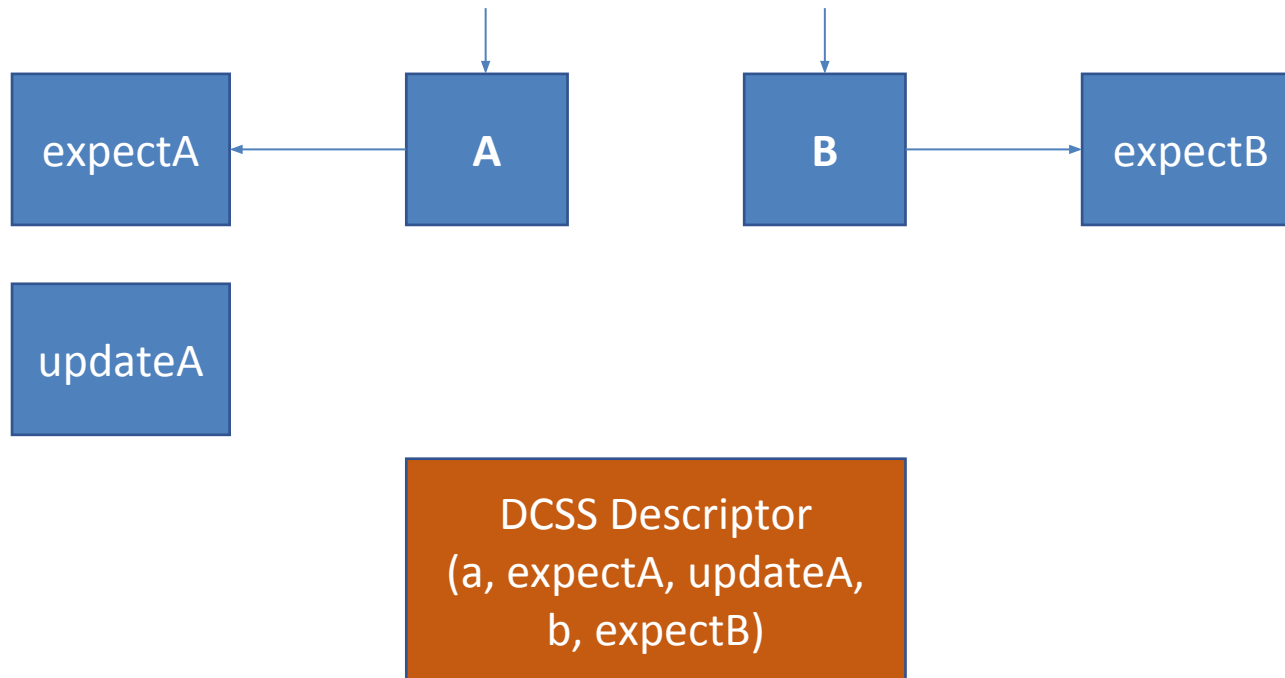 expectA
A
B
expectB
updateA
DCSS Descriptor
(a, expectA, updateA,
b, expectB)